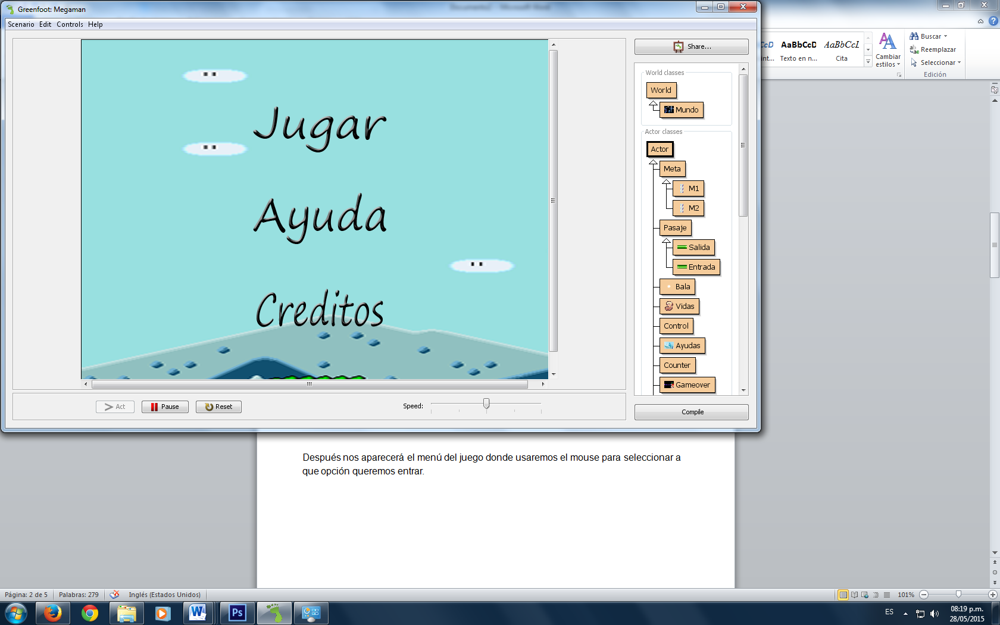 Greenfoot: Megaman
Scenario Edit Controls Help
Jugar
Ayuda
Creditos
Act Pause Reset Speed:
Share...
World classes
World
Mundo
Actor classes
Actor
Meta
M1
M2
Pasaje
Salida
Entrada
Bala
Vidas
Control
Ayudas
Counter
Gameover
Compile
AaBbCcD AaBbCcL
Texto en n... Cita
Cambiar
estilos
Buscar
Reemplazar
Seleccionar
Edición
Después nos aparecerá el menú del juego donde usaremos el mouse para seleccionar a
que opción queremos entrar.
Página: 2 de 5 Palabras: 279 Inglés (Estados Unidos) 101%
W Ps ES 08:19 p.m.
28/05/2015